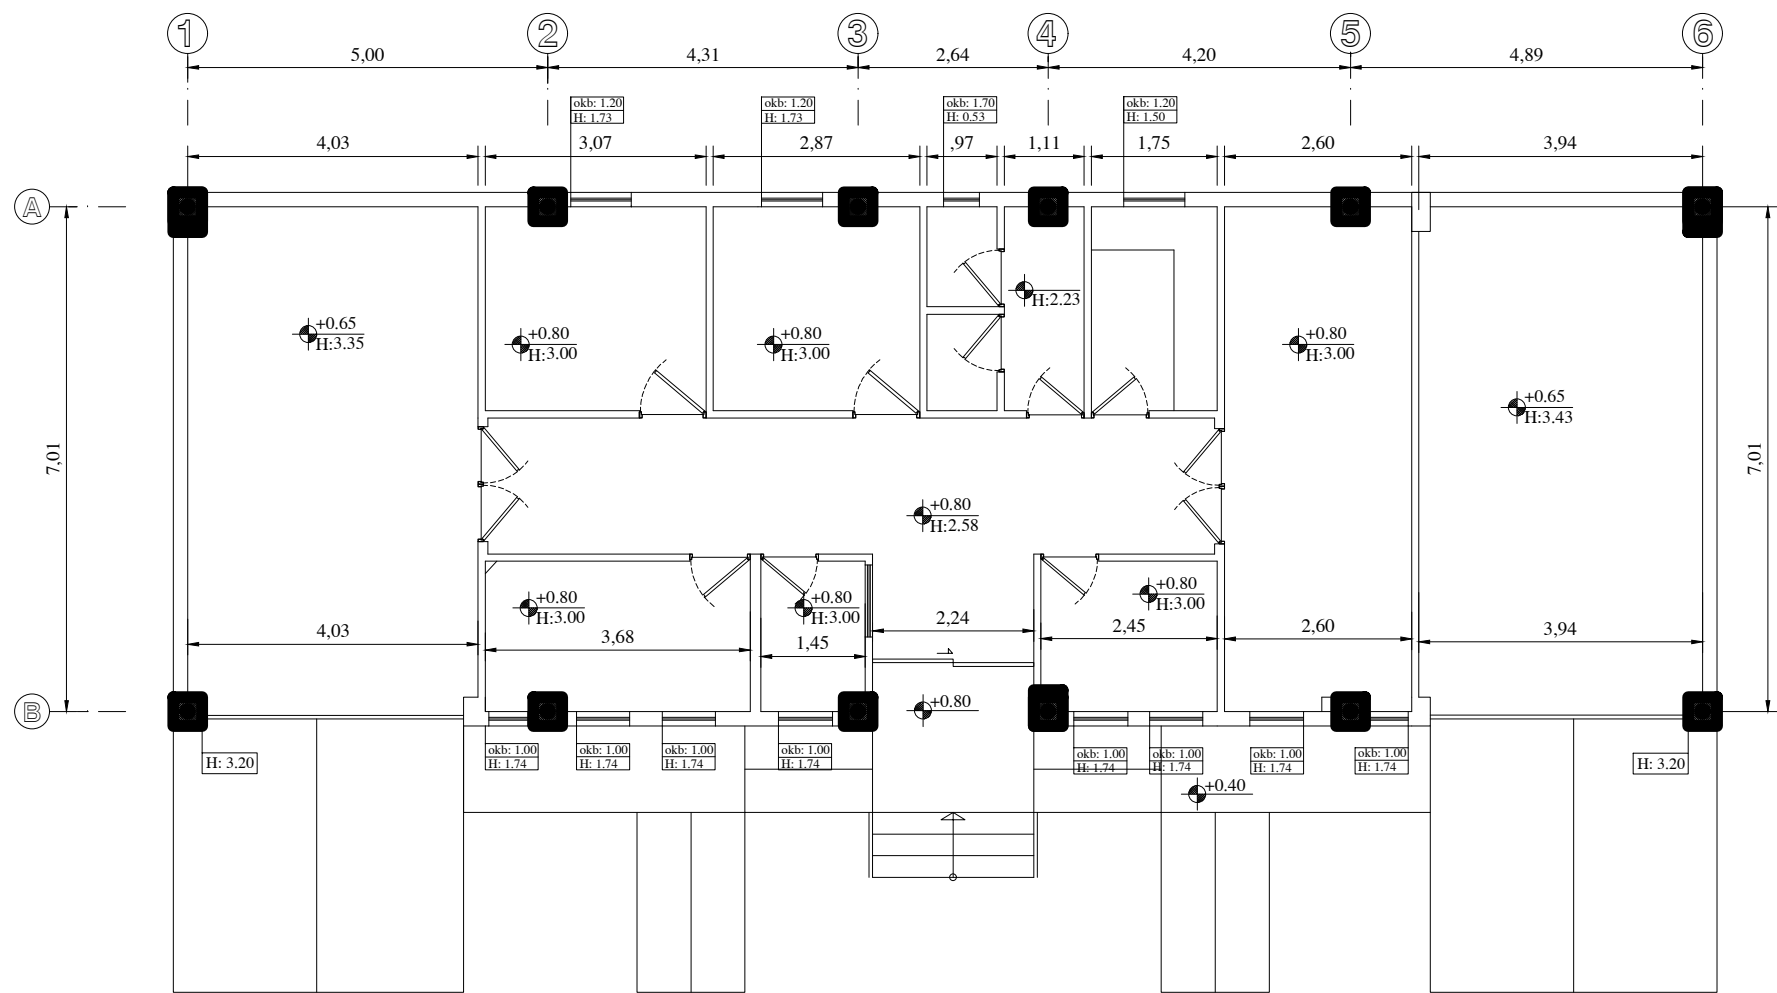 1 2 3 4 5 6
5,00 4,31 2,64 4,20 4,89
okb: 1.20
H: 1.73
okb: 1.20
H: 1.73
okb: 1.70
H: 0.53
okb: 1.20
H: 1.50
4,03 3,07 2,87 ,97 1,11 1,75 2,60 3,94
A
H:2.23
+0.65
H:3.35
+0.80
H:3.00
+0.80
H:3.00
+0.80
H:3.00
+0.65
H:3.43
7,01
7,01
+0.80
H:2.58
+0.80
H:3.00
+0.80
H:3.00
+0.80
H:3.00
4,03 3,68 1,45 2,24 2,45 2,60 3,94
1
B
+0.80
H: 3.20
okb: 1.00
H: 1.74
okb: 1.00
H: 1.74
okb: 1.00
H: 1.74
okb: 1.00
H: 1.74
okb: 1.00
H: 1.74
okb: 1.00
H: 1.74
okb: 1.00
H: 1.74
okb: 1.00
H: 1.74
H: 3.20
+0.40